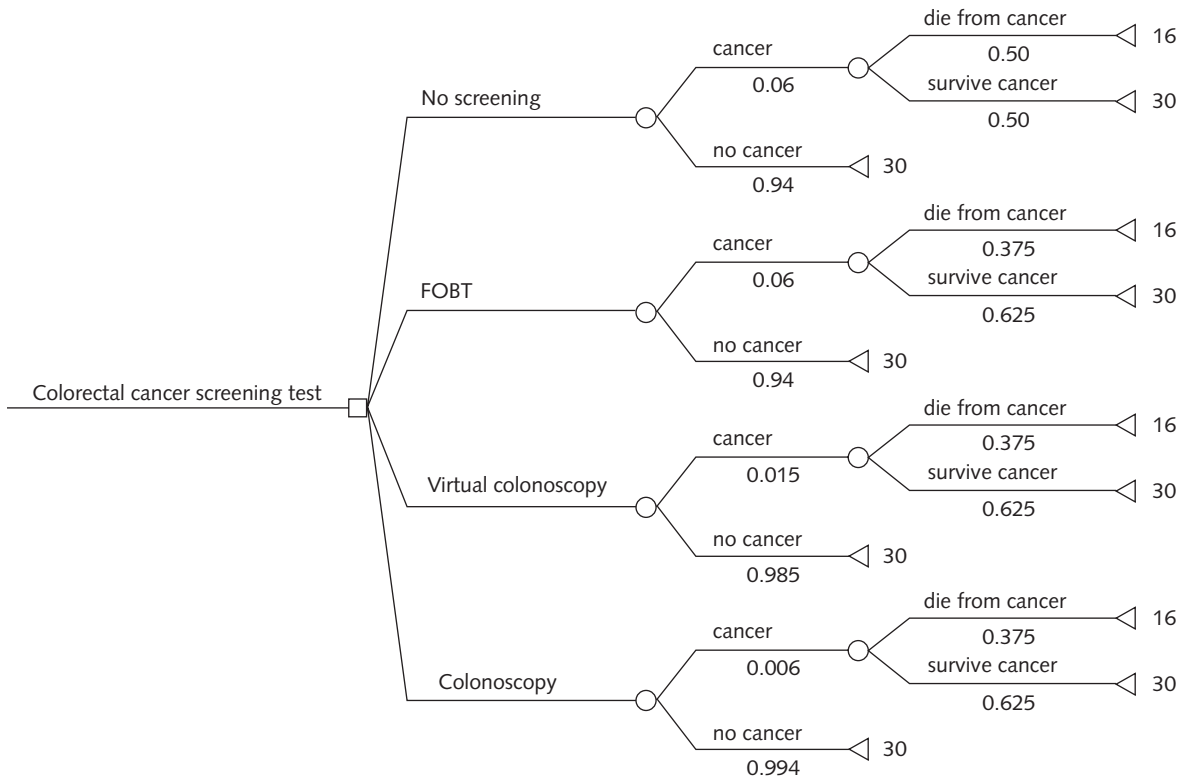 die from cancer
16
0.50
cancer
0.06
survive cancer
30
0.50
No screening
no cancer
30
0.94
die from cancer
16
0.375
cancer
0.06
survive cancer
30
0.625
FOBT
no cancer
30
0.94
Colorectal cancer screening test
die from cancer
16
0.375
cancer
0.015
survive cancer
30
0.625
Virtual colonoscopy
no cancer
30
0.985
die from cancer
16
0.375
cancer
0.006
survive cancer
30
0.625
Colonoscopy
no cancer
30
0.994